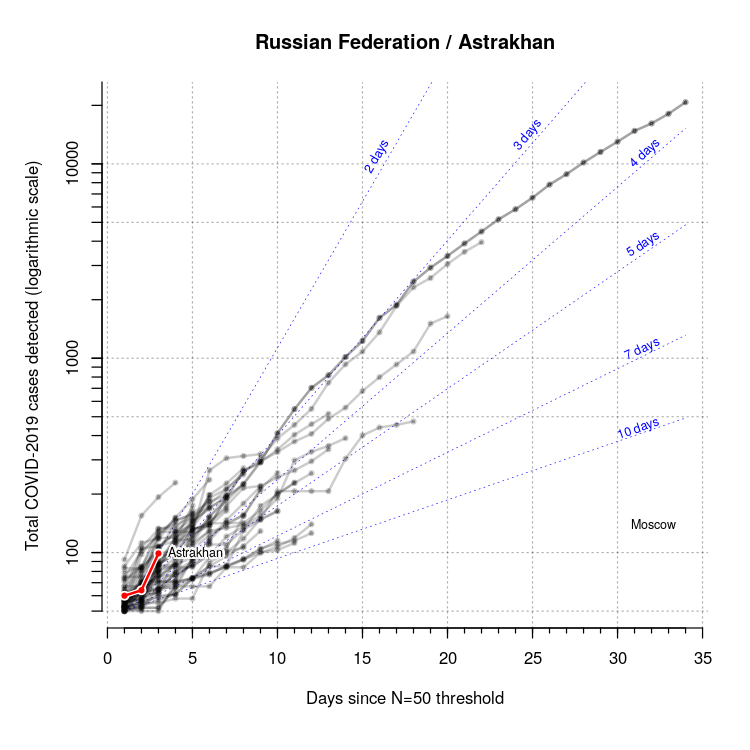 Russian Federation / Astrakhan
Total COVID-2019 cases detected (logarithmic scale)
10000
1000
100
2 days
3 days
4 days
5 days
7 days
10 days
Moscow
Astrakhan
0 5 10 15 20 25 30 35
Days since N=50 threshold